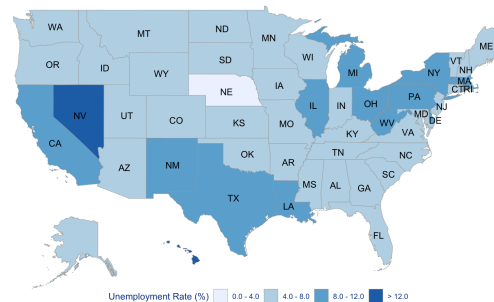 WA
MT
ND
MN
ME
OR
ID
SD
WI
MI
VT
NH
NY
MA
CTRI
WY
NE
IA
IL
IN
OH
PA
NJ
NV
UT
CO
KS
MO
KY
WV
MD
DE
VA
CA
AZ
NM
OK
AR
TN
NC
SC
TX
LA
MS
AL
GA
FL
Unemployment Rate (%) 0.0 - 4.0 4.0 - 8.0 8.0 - 12.0 > 12.0